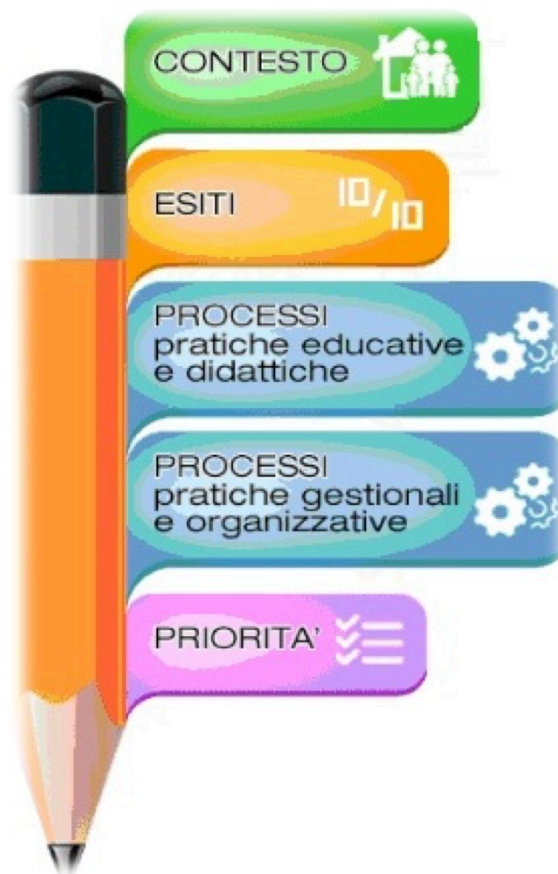 CONTESTO
ESITI
10/10
PROCESSI
pratiche educative
e didattiche
PROCESSI
pratiche gestionali
e organizzative
PRIORITA'